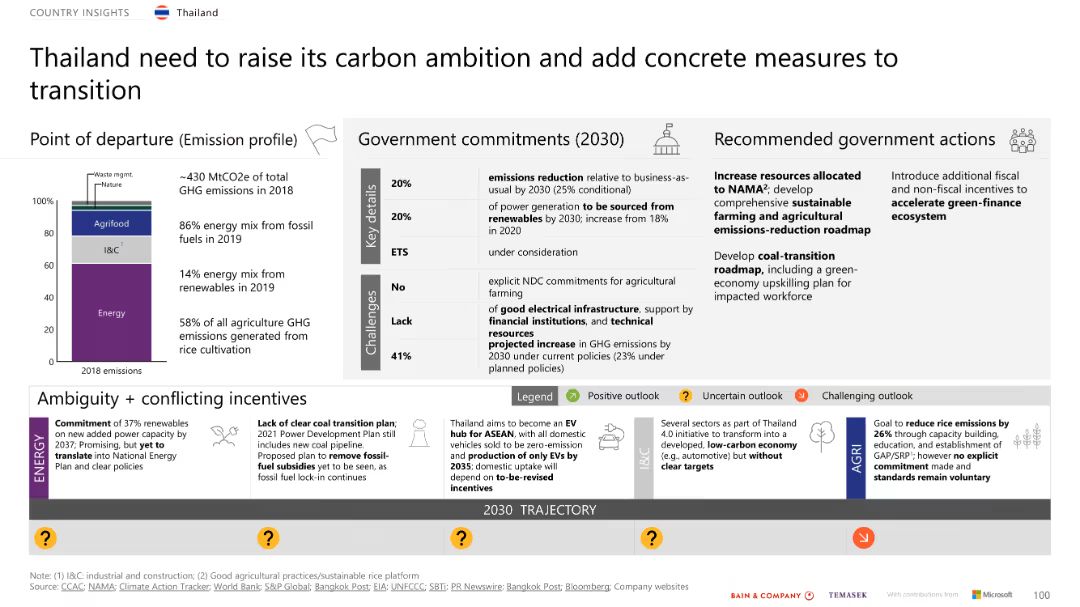 COUNTRY INSIGHTS
Thailand
Thailand need to raise its carbon ambition and add concrete measures to
transition
Point of departure (Emission profile)
Waste mgmt.
Nature
100%
80
60
40
20
0
Agrifood
I&C
1
Energy
2018 emissions
~430 MtCO2e of total
GHG emissions in 2018
86% energy mix from fossil
fuels in 2019
14% energy mix from
renewables in 2019
58% of all agriculture GHG
emissions generated from
rice cultivation
Government commitments (2030)
Key details
20%
emissions reduction relative to business-as-
usual by 2030 (25% conditional)
20%
of power generation to be sourced from
renewables by 2030; increase from 18%
in 2020
ETS
under consideration
Challenges
No
explicit NDC commitments for agricultural
farming
Lack
of good electrical infrastructure, support by
financial institutions, and technical
resources
41%
projected increase in GHG emissions by
2030 under current policies (23% under
planned policies)
Recommended government actions
Increase resources allocated
to NAMA²; develop
comprehensive sustainable
farming and agricultural
emissions-reduction roadmap
Develop coal-transition
roadmap, including a green-
economy upskilling plan for
impacted workforce
Introduce additional fiscal
and non-fiscal incentives to
accelerate green-finance
ecosystem
Ambiguity + conflicting incentives
Legend
Positive outlook
? Uncertain outlook
Challenging outlook
ENERGY
Commitment of 37% renewables
on new added power capacity by
2037; Promising, but yet to
translate into National Energy
Plan and clear policies
Lack of clear coal transition plan;
2021 Power Development Plan still
includes new coal pipeline.
Proposed plan to remove fossil-
fuel subsidies yet to be seen, as
fossil fuel lock-in continues
Thailand aims to become an EV
hub for ASEAN, with all domestic
vehicles sold to be zero-emission
and production of only EVs by
2035; domestic uptake will
depend on to-be-revised
incentives
I&C
Several sectors as part of Thailand
4.0 initiative to transform into a
developed, low-carbon economy
(e.g., automotive) but without
clear targets
AGRI
Goal to reduce rice emissions by
26% through capacity building,
education, and establishment of
GAP/SRP¹; however no explicit
commitment made and
standards remain voluntary
2030 TRAJECTORY
? ? ? ?
Note: (1) I&C: industrial and construction; (2) Good agricultural practices/sustainable rice platform
Source: CCAC; NAMA; Climate Action Tracker; World Bank; S&P Global; Bangkok Post; EIA; UNFCCC; SBTi; PR Newswire; Bangkok Post; Bloomberg; Company websites
BAIN & COMPANY
TEMASEK
With contributions from
Microsoft
100